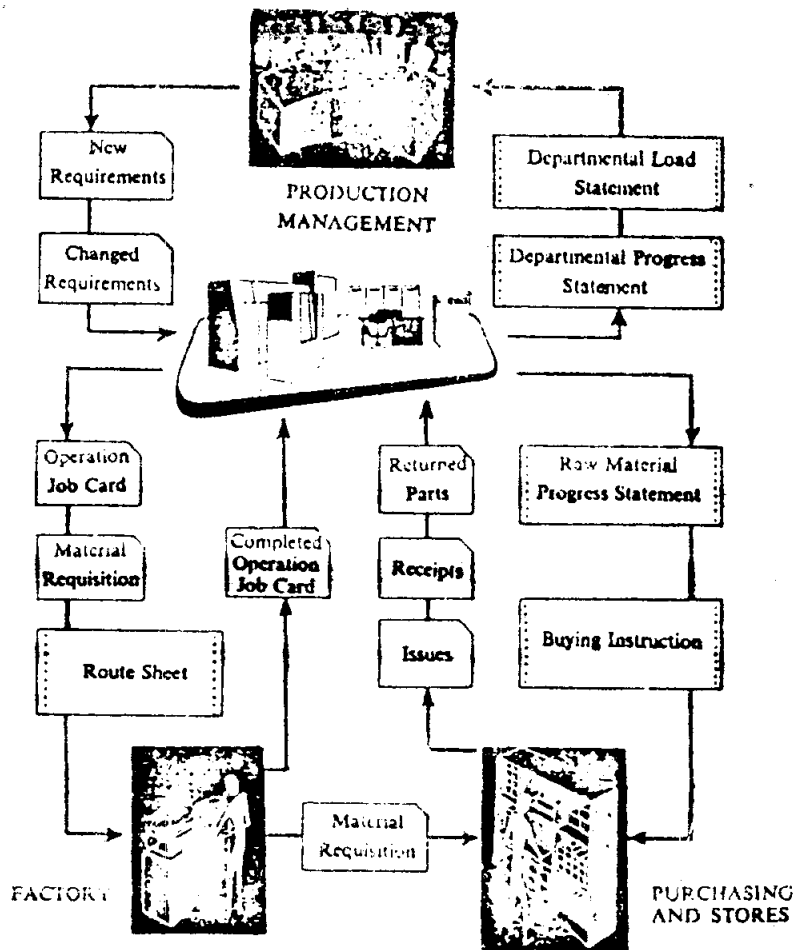 New
Requirements
PRODUCTION
MANAGEMENT
Departmental Load
Statement
Changed
Requirements
Departmental Progress
Statement
Operation
Job Card
Returned
Parts
Raw Material
Progress Statement
Material
Requisition
Completed
Operation
Job Card
Receipts
Route Sheet
Issues
Buying Instruction
Material
Requisition
FACTORY
PURCHASING
AND STORES